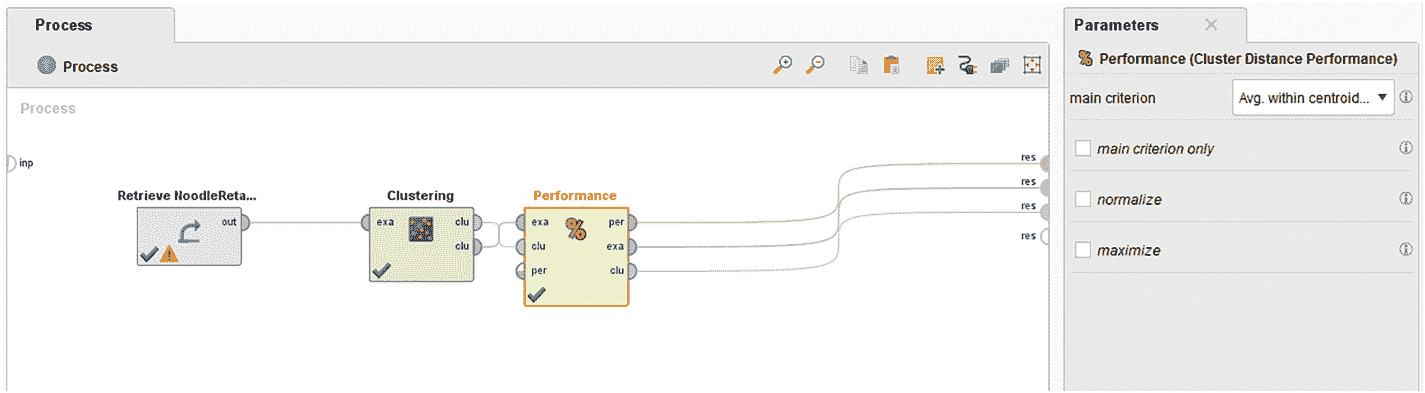 Process
Process
Process
inp
Retrieve NoodleReta...
out
Clustering
exa
clu
clu
Performance
exa
clu
per
per
exa
clu
%
res
res
res
res
Parameters
% Performance (Cluster Distance Performance)
main criterion
Avg. within centroid...
main criterion only
normalize
maximize